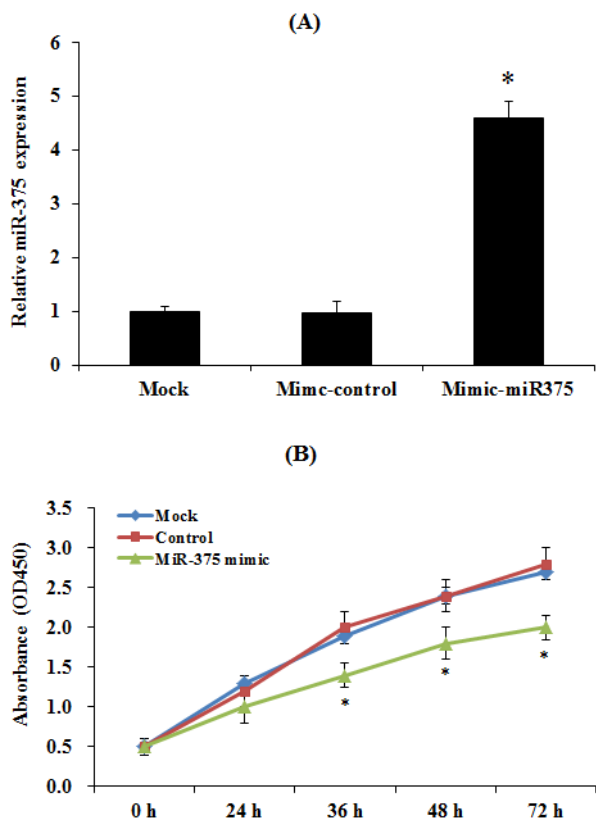 (A)
Relative miR-375 expression
6
5
4
3
2
1
0
*
Mock
Mimc-control
Mimic-miR375
(B)
Absorbance (OD450)
3.5
3.0
2.5
2.0
1.5
1.0
0.5
0.0
Mock
Control
MiR-375 mimic
*
*
*
0 h
24 h
36 h
48 h
72 h